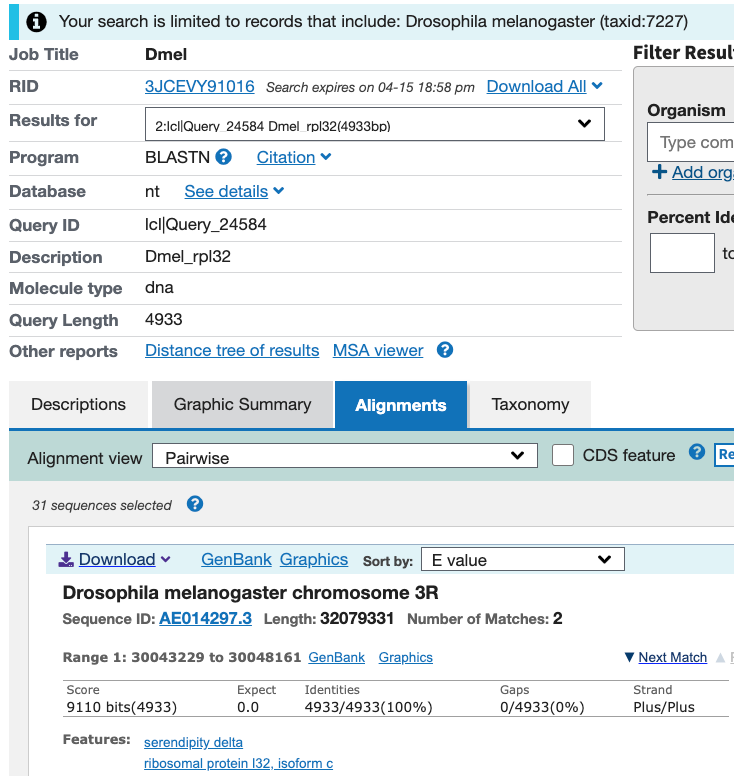 Your search is limited to records that include: Drosophila melanogaster (taxid:7227)
Job Title Dmel
Filter Resul
RID 3JCEVY91016 Search expires on 04-15 18:58 pm Download All
Results for 2:lcl|Query_24584 Dmel_rpl32(4933bp)
Organism
Type com
Program BLASTN ? Citation
Add orga
Database nt See details
Percent Ide
Query ID lcl|Query_24584
to
Description Dmel_rpl32
Molecule type dna
Query Length 4933
Other reports Distance tree of results MSA viewer ?
Descriptions Graphic Summary Alignments Taxonomy
Alignment view Pairwise CDS feature ? Re
31 sequences selected ?
Download GenBank Graphics Sort by: E value
Drosophila melanogaster chromosome 3R
Sequence ID: AE014297.3 Length: 32079331 Number of Matches: 2
Range 1: 30043229 to 30048161 GenBank Graphics ▼ Next Match ▲
Score Expect Identities Gaps Strand
9110 bits(4933) 0.0 4933/4933(100%) 0/4933(0%) Plus/Plus
Features: serendipity delta
ribosomal protein l32, isoform c